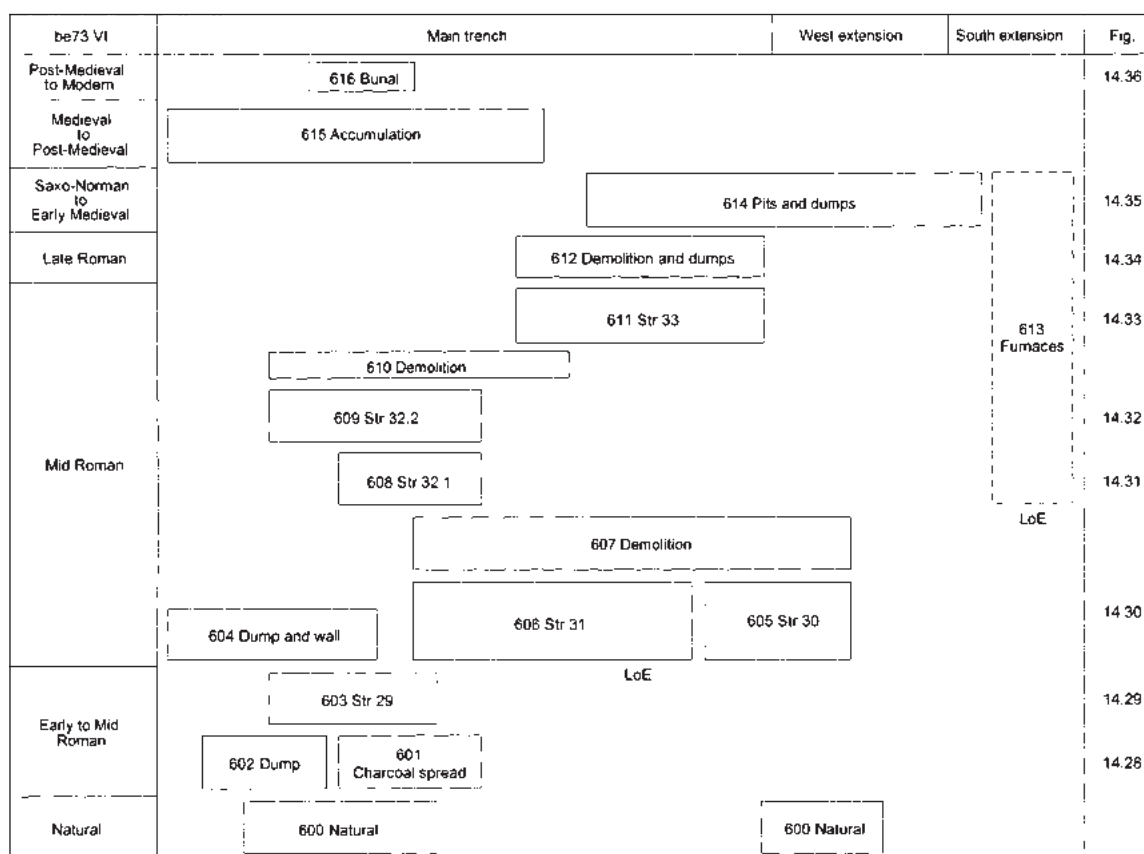 be73 VI Main trench West extension South extension Fig.
Post-Medieval
to Modern
616 Bunal 14.36
Medieval
to
Post-Medieval
615 Accumulation
Saxo-Norman
to
Early Medieval
614 Pits and dumps 14.35
Late Roman 612 Demolition and dumps 14.34
611 Str 33 14.33
613
Furnaces
610 Demolition
609 Str 32.2 14.32
Mid Roman
608 Str 32 1 14.31
LoE
607 Demolition
604 Dump and wall 606 Str 31 605 Str 30 14.30
LoE
603 Str 29 14.29
Early to Mid
Roman
602 Dump 601
Charcoal spread 14.28
Natural 600 Natural 600 Natural